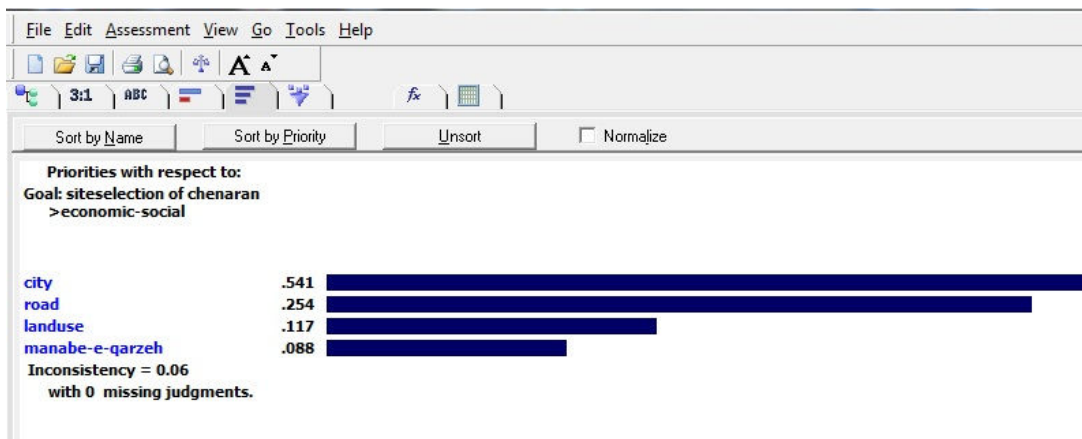 File Edit Assessment View Go Tools Help
A A
3:1 ABC fx
Sort by Name Sort by Priority Unsort Normalize
Priorities with respect to:
Goal: siteselection of chenaran
>economic-social
city .541
road .254
landuse .117
manabe-e-qarzeh .088
Inconsistency = 0.06
with 0 missing judgments.